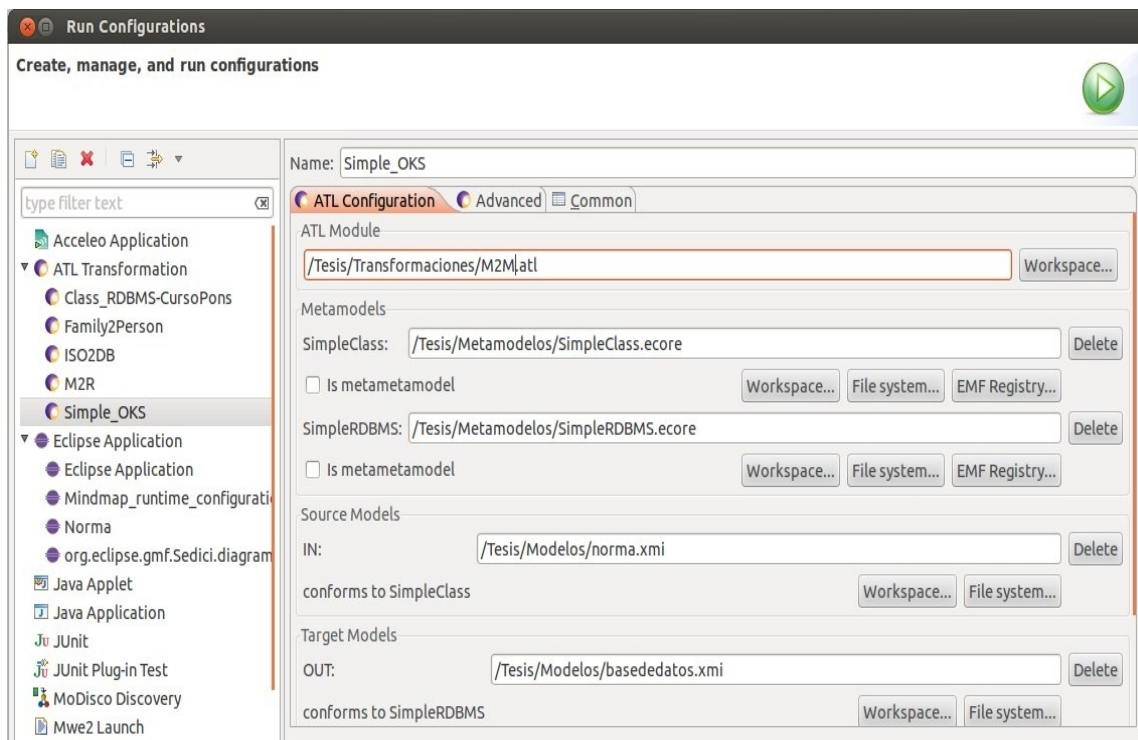 Run Configurations
Create, manage, and run configurations
type filter text
Acceleo Application
ATL Transformation
Class_RDBMS-CursoPons
Family2Person
ISO2DB
M2R
Simple_OKS
Eclipse Application
Eclipse Application
Mindmap_runtime_configurati
Norma
org.eclipse.gmf.Sedici.diagram
Java Applet
Java Application
Ju JUnit
JUnit Plug-in Test
MoDisco Discovery
Mwe2 Launch
Name: Simple_OKS
ATL Configuration Advanced Common
ATL Module
/Tesis/Transformaciones/M2M.atl Workspace...
Metamodels
SimpleClass: /Tesis/Metamodelos/SimpleClass.ecore Delete
Is metametamodel Workspace... File system... EMF Registry...
SimpleRDBMS: /Tesis/Metamodelos/SimpleRDBMS.ecore Delete
Is metametamodel Workspace... File system... EMF Registry...
Source Models
IN: /Tesis/Modelos/norma.xmi Delete
conforms to SimpleClass Workspace... File system...
Target Models
OUT: /Tesis/Modelos/basededatos.xmi Delete
conforms to SimpleRDBMS Workspace... File system...